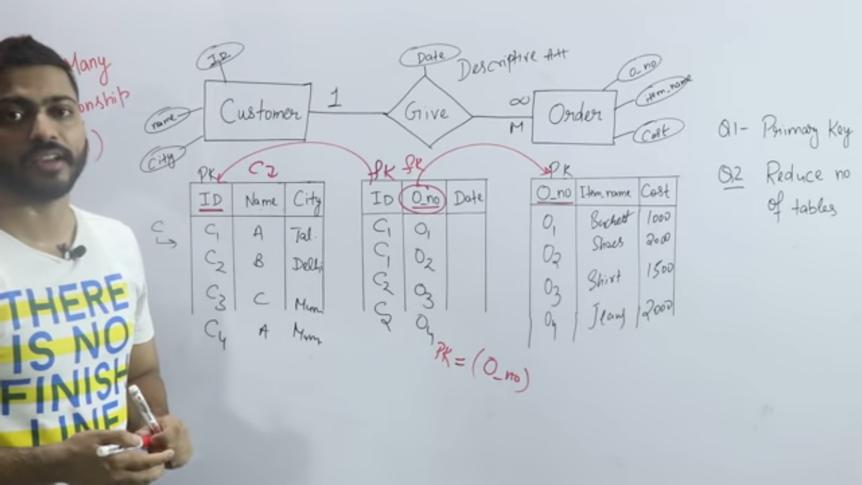 Many
onship
)
ID
name
City
Customer
1
Date
Descriptive Att
Give
∞
M
Order
O_no
Item_name
Cost
Q1- Primary Key
Q2 Reduce no
of tables
PK C2
ID Name City
C1 A Jal.
C2 B Delhi
C3 C Mum
C4 A Mum
C
fk fk
ID O_no Date
C1 O1
C1 O2
C2 O3
C2 O4
PK = (O_no)
PK
O_no Item_name Cost
O1 1000
O2 Shoes 2000
O3 Shirt 1500
O4 Jeans 2000
THERE
IS NO
FINISH
LINE